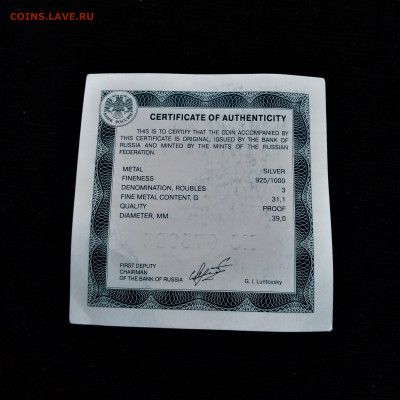 COINS.LAVE.RU
CERTIFICATE OF AUTHENTICITY
THIS IS TO CERTIFY THAT THE COIN ACCOMPANIED BY
THIS CERTIFICATE IS ORIGINAL, ISSUED BY THE BANK OF
RUSSIA AND MINTED BY THE MINTS OF THE RUSSIAN
FEDERATION.
METAL SILVER
FINENESS 925/1000
DENOMINATION, ROUBLES 3
FINE METAL CONTENT, G 31,1
QUALITY PROOF
DIAMETER, MM 39,0
FIRST DEPUTY
CHAIRMAN
OF THE BANK OF RUSSIA
G. I. Luntovsky